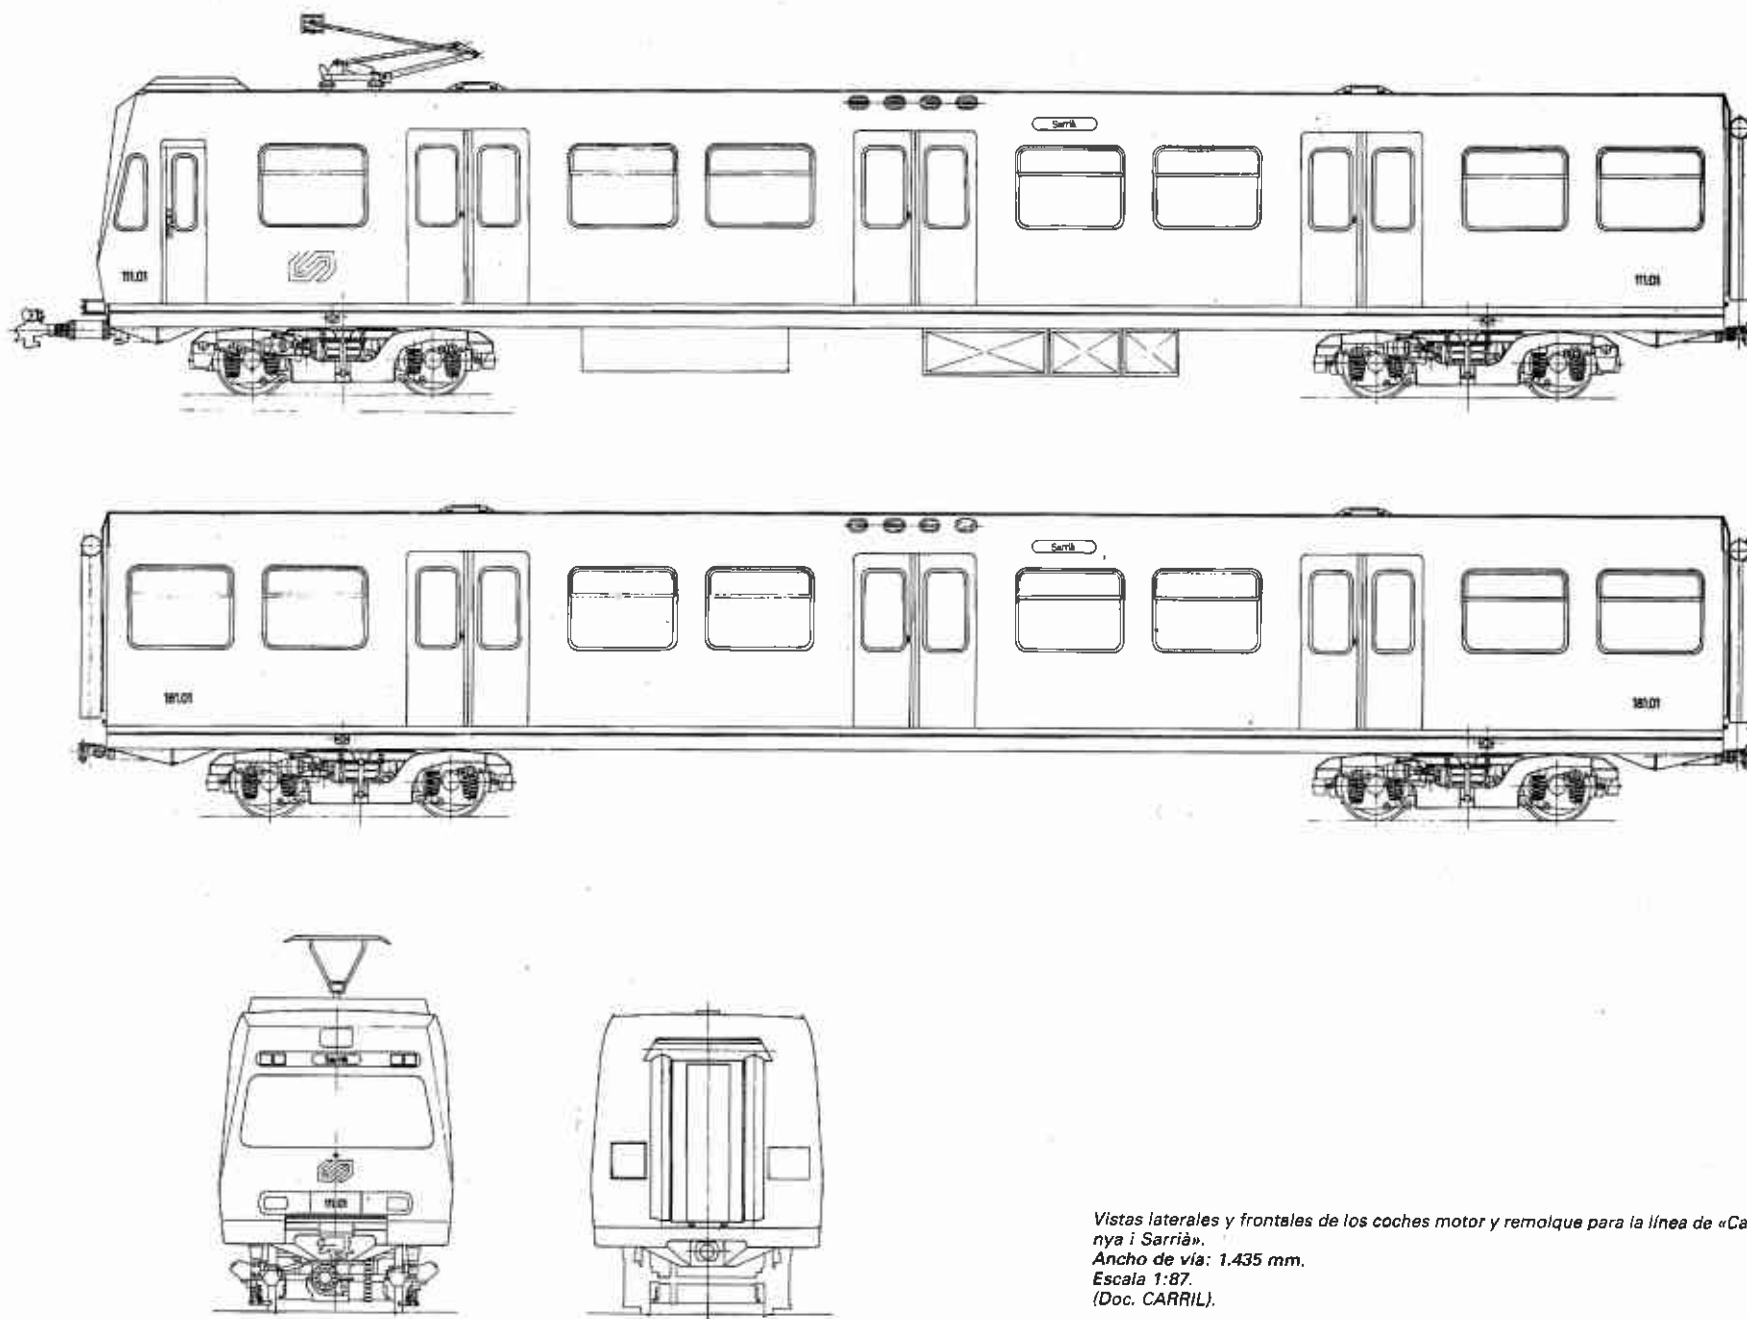 Sarrià
111.01
111.01
Sarrià
181.01
181.01
Sarrià
111.01
Vistas laterales y frontales de los coches motor y remolque para la línea de «Ca
nya i Sarrià».
Ancho de vía: 1.435 mm.
Escala 1:87.
(Doc. CARRIL).